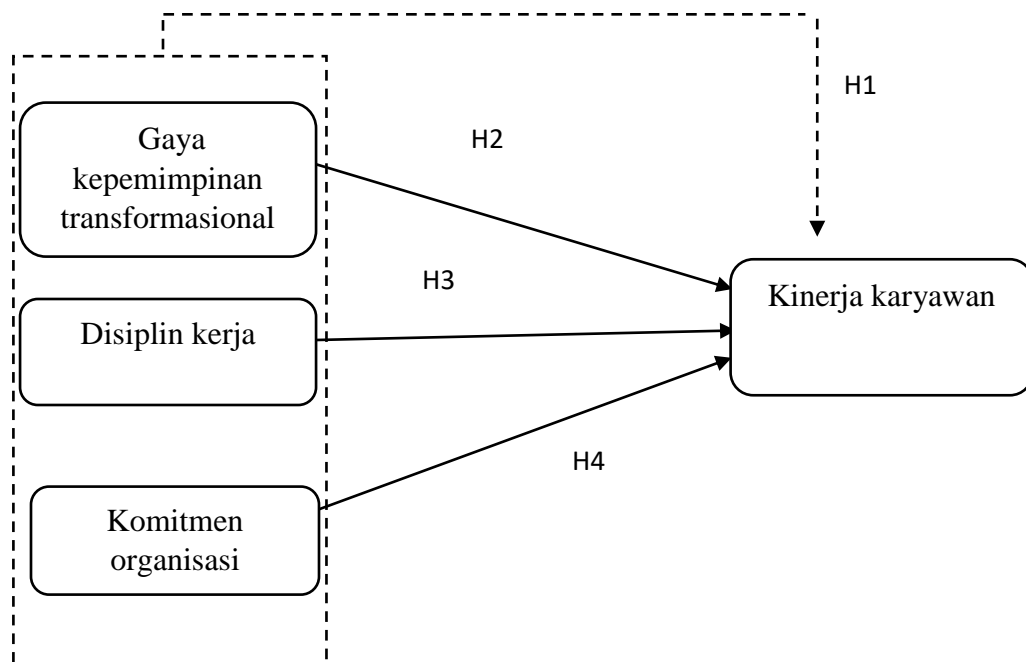 H1
H2
Gaya
kepemimpinan
transformasional
H3
Kinerja karyawan
Disiplin kerja
H4
Komitmen
organisasi